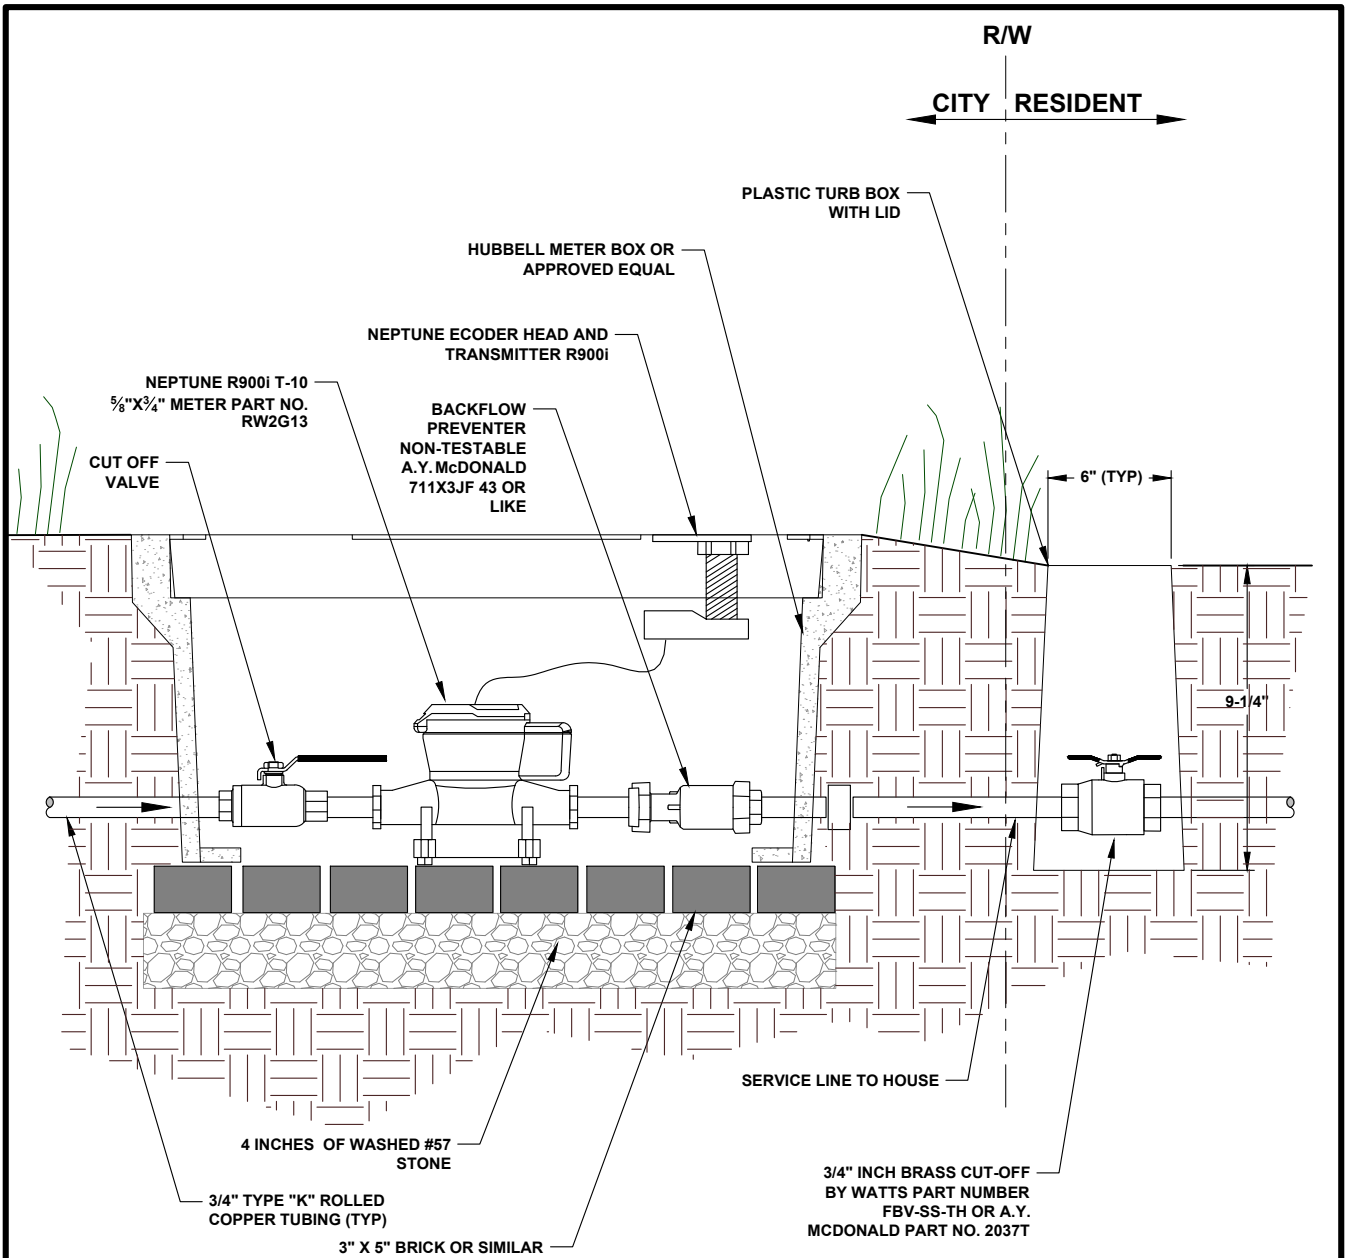 R/W
CITY RESIDENT
PLASTIC TURB BOX
WITH LID
HUBBELL METER BOX OR
APPROVED EQUAL
NEPTUNE ECODER HEAD AND
TRANSMITTER R900i
NEPTUNE R900i T-10
5/8"X3/4" METER PART NO.
RW2G13
BACKFLOW
PREVENTER
NON-TESTABLE
A.Y. McDONALD
711X3JF 43 OR
LIKE
CUT OFF
VALVE
6" (TYP)
9-1/4"
SERVICE LINE TO HOUSE
4 INCHES OF WASHED #57
STONE
3/4" INCH BRASS CUT-OFF
BY WATTS PART NUMBER
FBV-SS-TH OR A.Y.
MCDONALD PART NO. 2037T
3/4" TYPE "K" ROLLED
COPPER TUBING (TYP)
3" X 5" BRICK OR SIMILAR